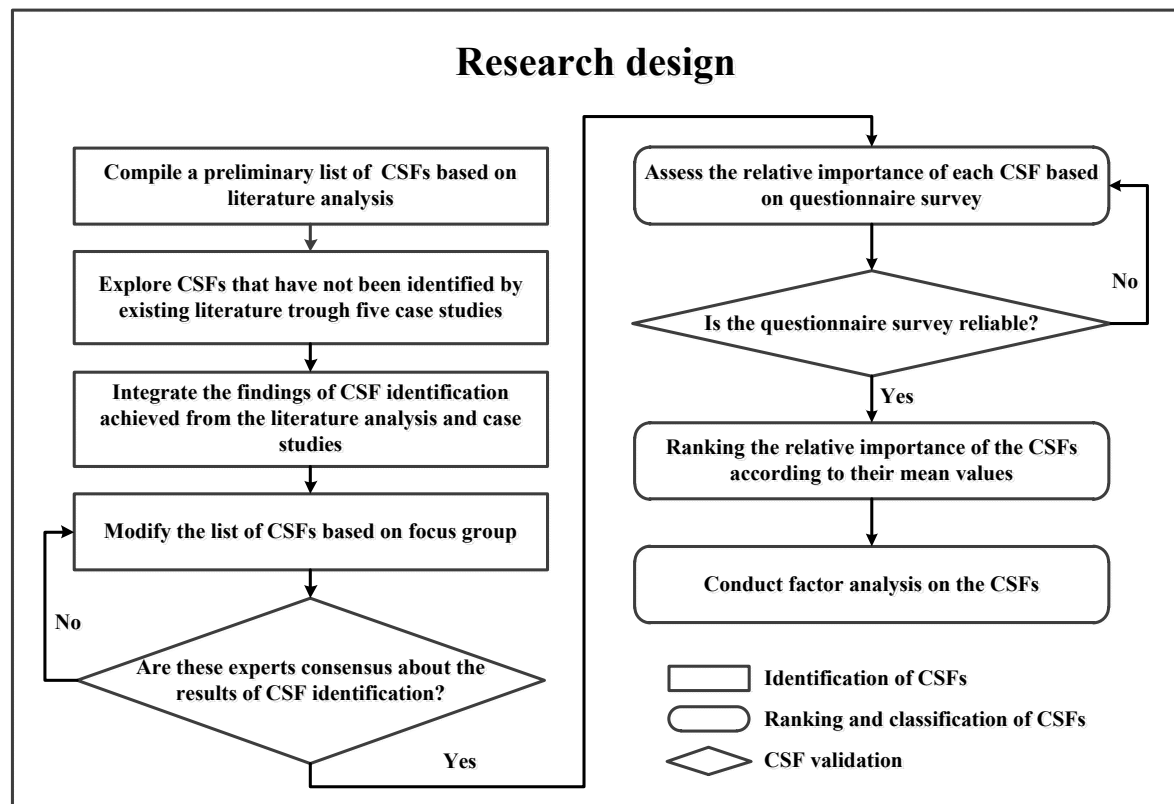 Research design
Compile a preliminary list of CSFs based on
literature analysis
Explore CSFs that have not been identified by
existing literature trough five case studies
Integrate the findings of CSF identification
achieved from the literature analysis and case
studies
Modify the list of CSFs based on focus group
No
Are these experts consensus about the
results of CSF identification?
Yes
Assess the relative importance of each CSF based
on questionnaire survey
No
Is the questionnaire survey reliable?
Yes
Ranking the relative importance of the CSFs
according to their mean values
Conduct factor analysis on the CSFs
Identification of CSFs
Ranking and classification of CSFs
CSF validation